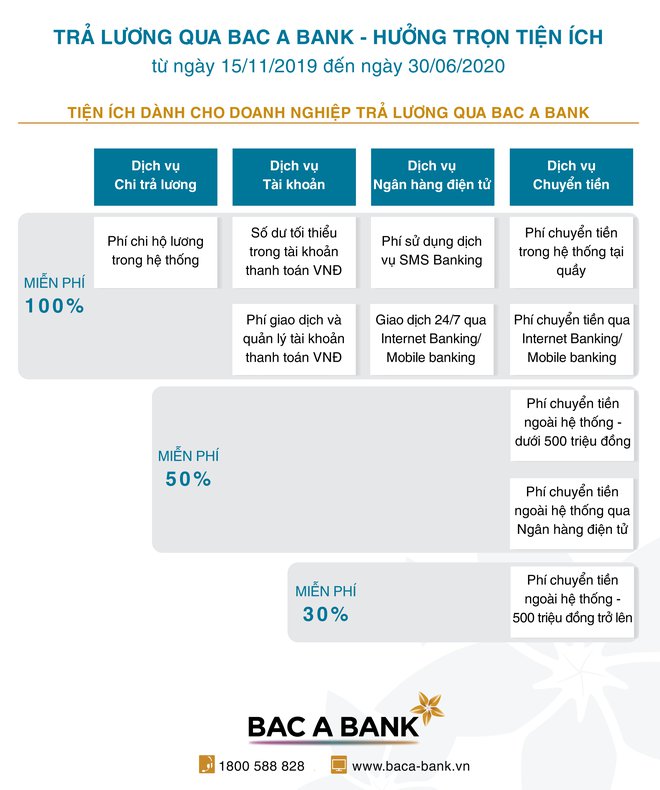 TRẢ LƯƠNG QUA BAC A BANK - HƯỞNG TRỌN TIỆN ÍCH
từ ngày 15/11/2019 đến ngày 30/06/2020
TIỆN ÍCH DÀNH CHO DOANH NGHIỆP TRẢ LƯƠNG QUA BAC A BANK
Dịch vụ
Chi trả lương
Dịch vụ
Tài khoản
Dịch vụ
Ngân hàng điện tử
Dịch vụ
Chuyển tiền
MIỄN PHÍ
100%
Phí chi hộ lương
trong hệ thống
Số dư tối thiểu
trong tài khoản
thanh toán VNĐ
Phí sử dụng dịch
vụ SMS Banking
Phí chuyển tiền
trong hệ thống tại
quầy
Phí giao dịch và
quản lý tài khoản
thanh toán VNĐ
Giao dịch 24/7 qua
Internet Banking/
Mobile banking
Phí chuyển tiền qua
Internet Banking/
Mobile banking
MIỄN PHÍ
50%
Phí chuyển tiền
ngoài hệ thống -
dưới 500 triệu đồng
Phí chuyển tiền
ngoài hệ thống qua
Ngân hàng điện tử
MIỄN PHÍ
30%
Phí chuyển tiền
ngoài hệ thống -
500 triệu đồng trở lên
BAC A BANK
1800 588 828
www.baca-bank.vn